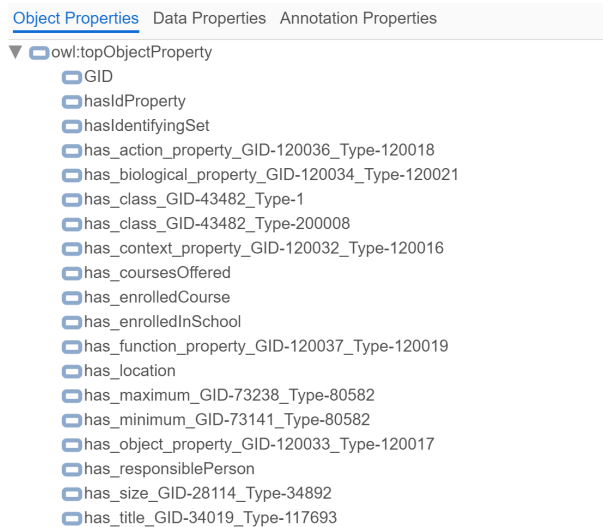 Object Properties Data Properties Annotation Properties
owl:topObjectProperty
GID
hasIdProperty
hasIdentifyingSet
has_action_property_GID-120036_Type-120018
has_biological_property_GID-120034_Type-120021
has_class_GID-43482_Type-1
has_class_GID-43482_Type-200008
has_context_property_GID-120032_Type-120016
has_coursesOffered
has_enrolledCourse
has_enrolledInSchool
has_function_property_GID-120037_Type-120019
has_location
has_maximum_GID-73238_Type-80582
has_minimum_GID-73141_Type-80582
has_object_property_GID-120033_Type-120017
has_responsiblePerson
has_size_GID-28114_Type-34892
has_title_GID-34019_Type-117693